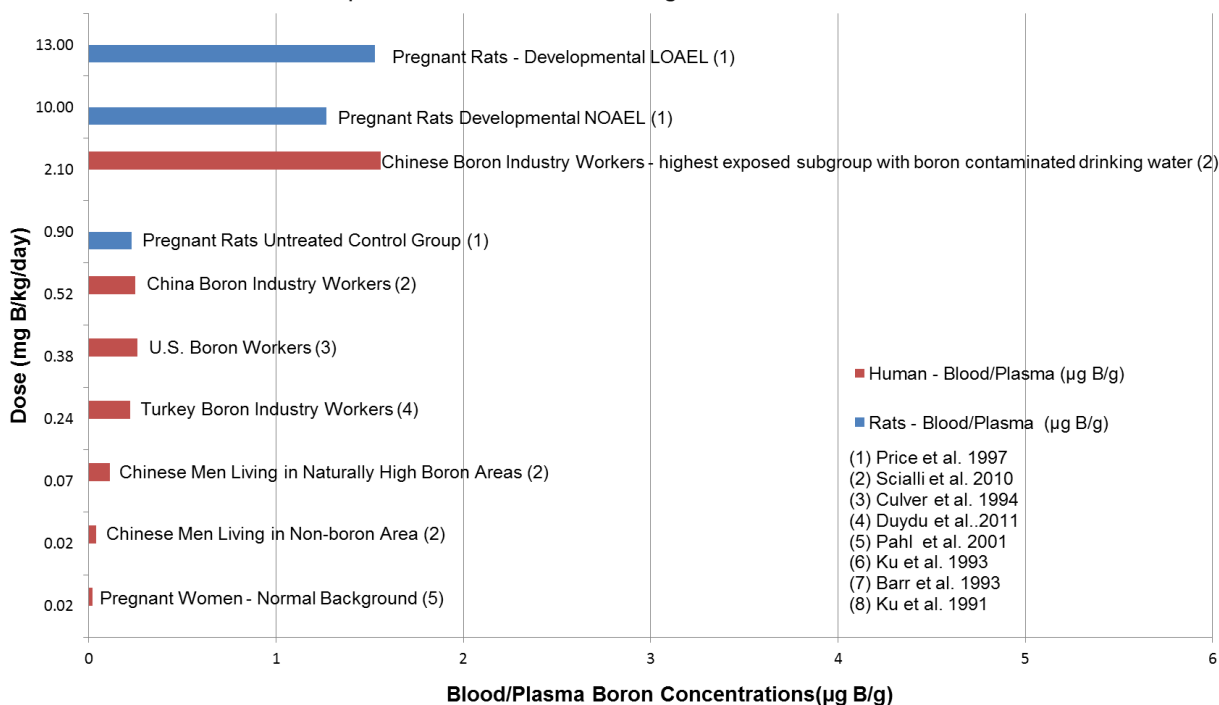 13.00
Pregnant Rats - Developmental LOAEL (1)
10.00
Pregnant Rats Developmental NOAEL (1)
2.10
Chinese Boron Industry Workers - highest exposed subgroup with boron contaminated drinking water (2)
0.90
Pregnant Rats Untreated Control Group (1)
0.52
China Boron Industry Workers (2)
0.38
U.S. Boron Workers (3)
0.24
Turkey Boron Industry Workers (4)
0.07
Chinese Men Living in Naturally High Boron Areas (2)
0.02
Chinese Men Living in Non-boron Area (2)
0.02
Pregnant Women - Normal Background (5)
Dose (mg B/kg/day)
Human - Blood/Plasma (µg B/g)
Rats - Blood/Plasma (µg B/g)
(1) Price et al. 1997
(2) Scialli et al. 2010
(3) Culver et al. 1994
(4) Duydu et al..2011
(5) Pahl et al. 2001
(6) Ku et al. 1993
(7) Barr et al. 1993
(8) Ku et al. 1991
0 1 2 3 4 5 6
Blood/Plasma Boron Concentrations(µg B/g)